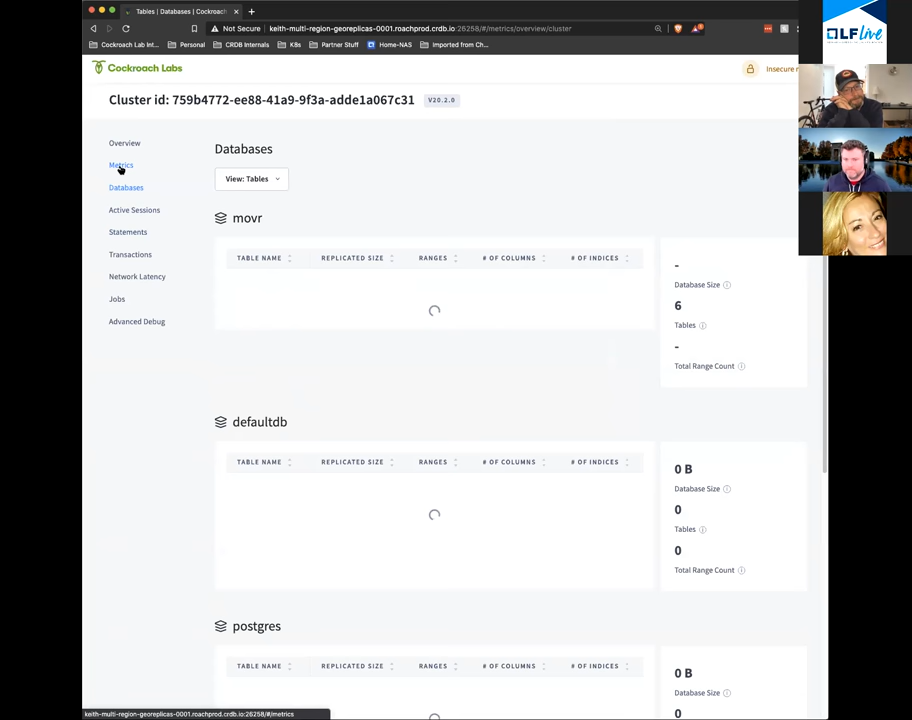 Tables | Databases | Cockroach
Not Secure
keith-multi-region-georeplicas-0001.roachprod.crdb.io:26258/#/metrics/overview/cluster
Cockroach Lab Int...
Personal
CRDB Internals
K8s
Partner Stuff
Home-NAS
Imported from Ch...
Cockroach Labs
Insecure
Cluster id: 759b4772-ee88-41a9-9f3a-adde1a067c31
V20.2.0
Overview
Metrics
Databases
Active Sessions
Statements
Transactions
Network Latency
Jobs
Advanced Debug
Databases
View: Tables
movr
TABLE NAME
REPLICATED SIZE
RANGES
# OF COLUMNS
# OF INDICES
-
Database Size
6
Tables
-
Total Range Count
defaultdb
TABLE NAME
REPLICATED SIZE
RANGES
# OF COLUMNS
# OF INDICES
0 B
Database Size
0
Tables
0
Total Range Count
postgres
TABLE NAME
REPLICATED SIZE
RANGES
# OF COLUMNS
# OF INDICES
0 B
Database Size
0
keith-multi-region-georeplicas-0001.roachprod.crdb.io:26258/#/metrics
LF live